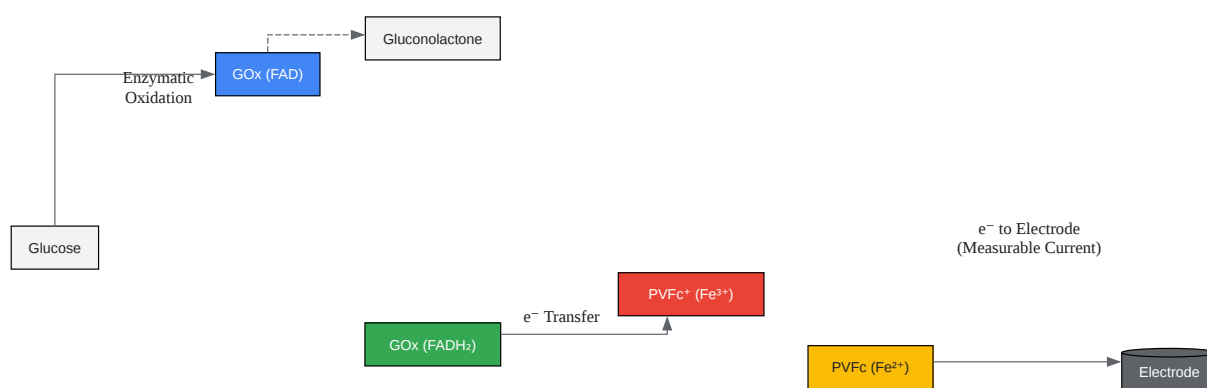 Gluconolactone
GOx (FAD)
Enzymatic
Oxidation
Glucose
e⁻ to Electrode
(Measurable Current)
PVFc⁺ (Fe³⁺)
e⁻ Transfer
GOx (FADH₂)
PVFc (Fe²⁺)
Electrode